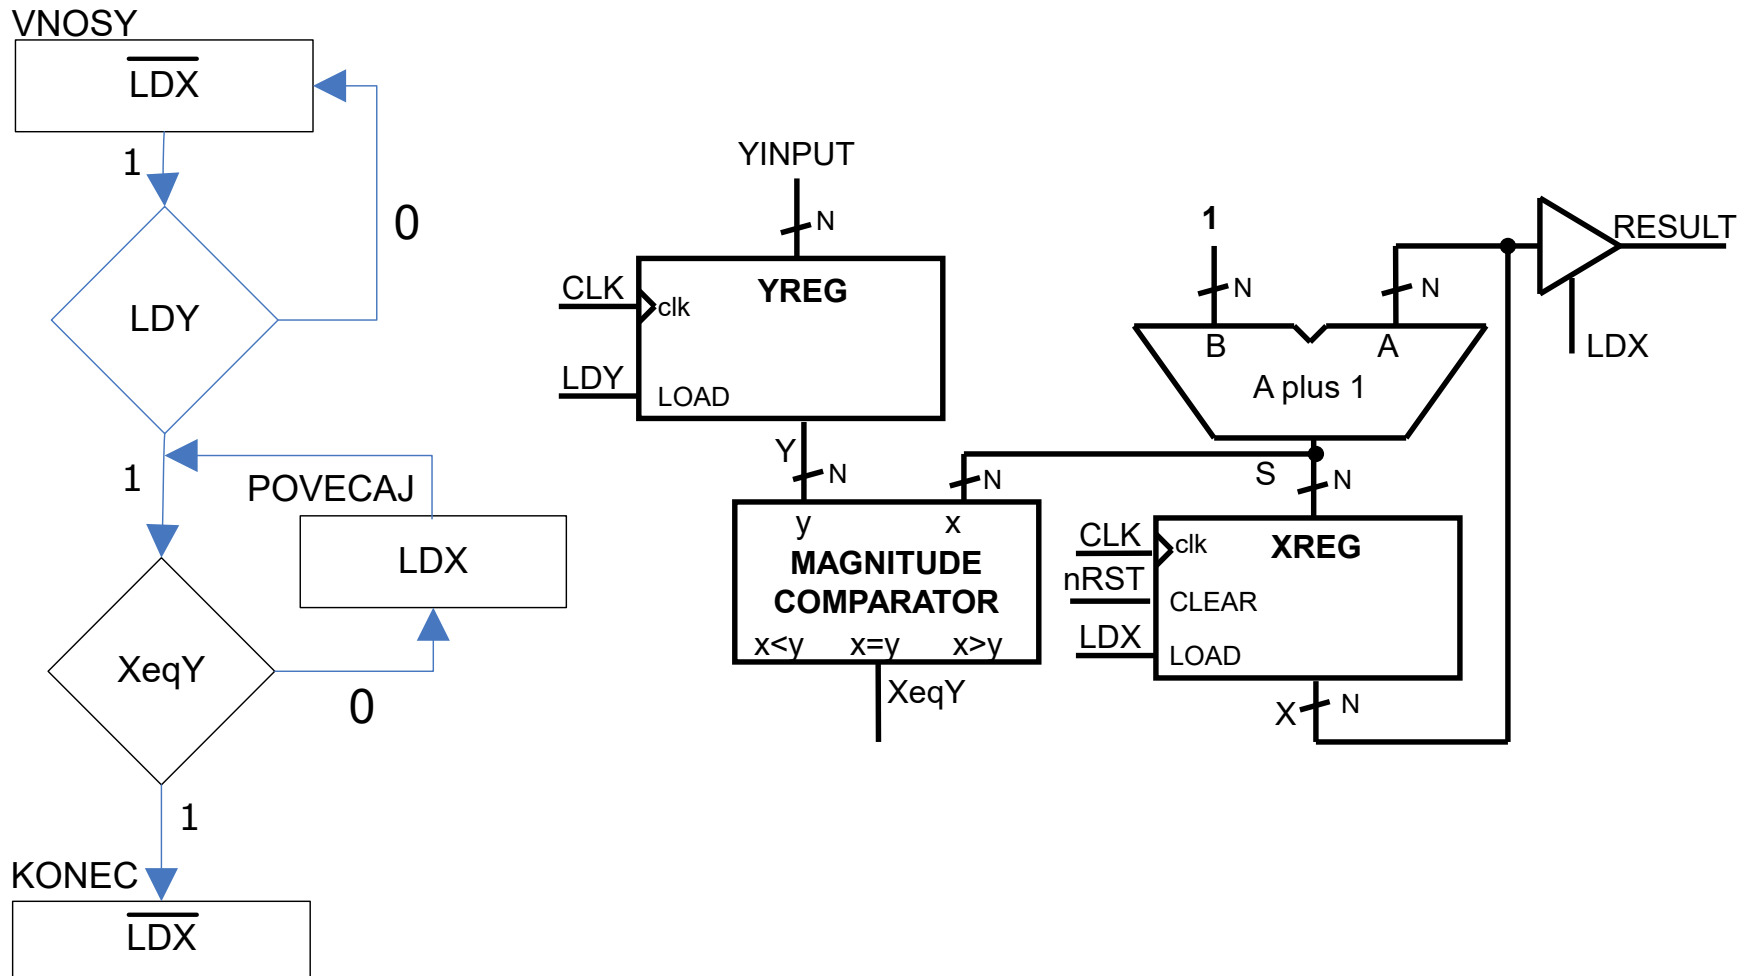 VNOSY
LDX
1
0
LDY
1
POVECAJ
LDX
XeqY
0
1
KONEC
LDX
YINPUT
N
CLK
clk
YREG
LDY
LOAD
Y
N
N
y
x
MAGNITUDE
COMPARATOR
x<y x=y x>y
XeqY
1
N
N
B
A
A plus 1
RESULT
LDX
S
N
CLK
clk
XREG
nRST
CLEAR
LDX
LOAD
X
N